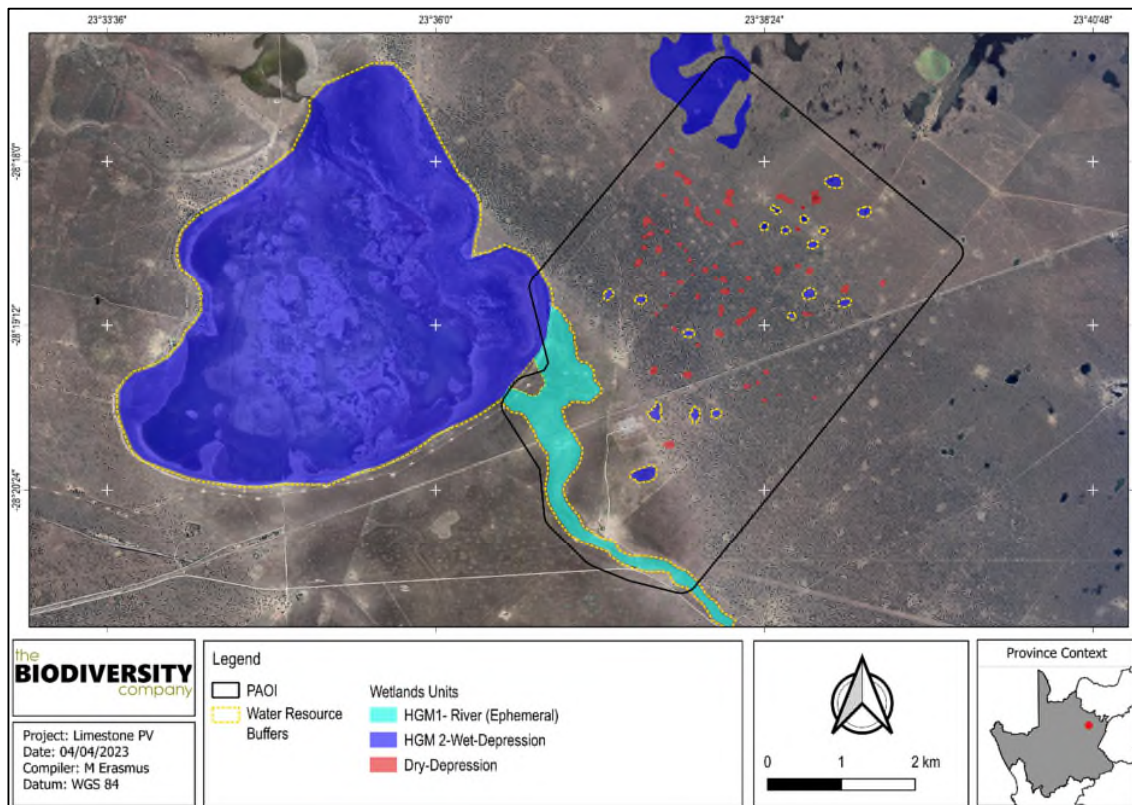 23°33'36"
23°36'0"
23°38'24"
23°40'48"
-28°18'0"
-28°19'12"
-28°20'24"
the
BIODIVERSITY
company
Project: Limestone PV
Date: 04/04/2023
Compiler: M Erasmus
Datum: WGS 84
Legend
PAOI
Water Resource
Buffers
Wetlands Units
HGM1- River (Ephemeral)
HGM 2-Wet-Depression
Dry-Depression
0 1 2 km
Province Context